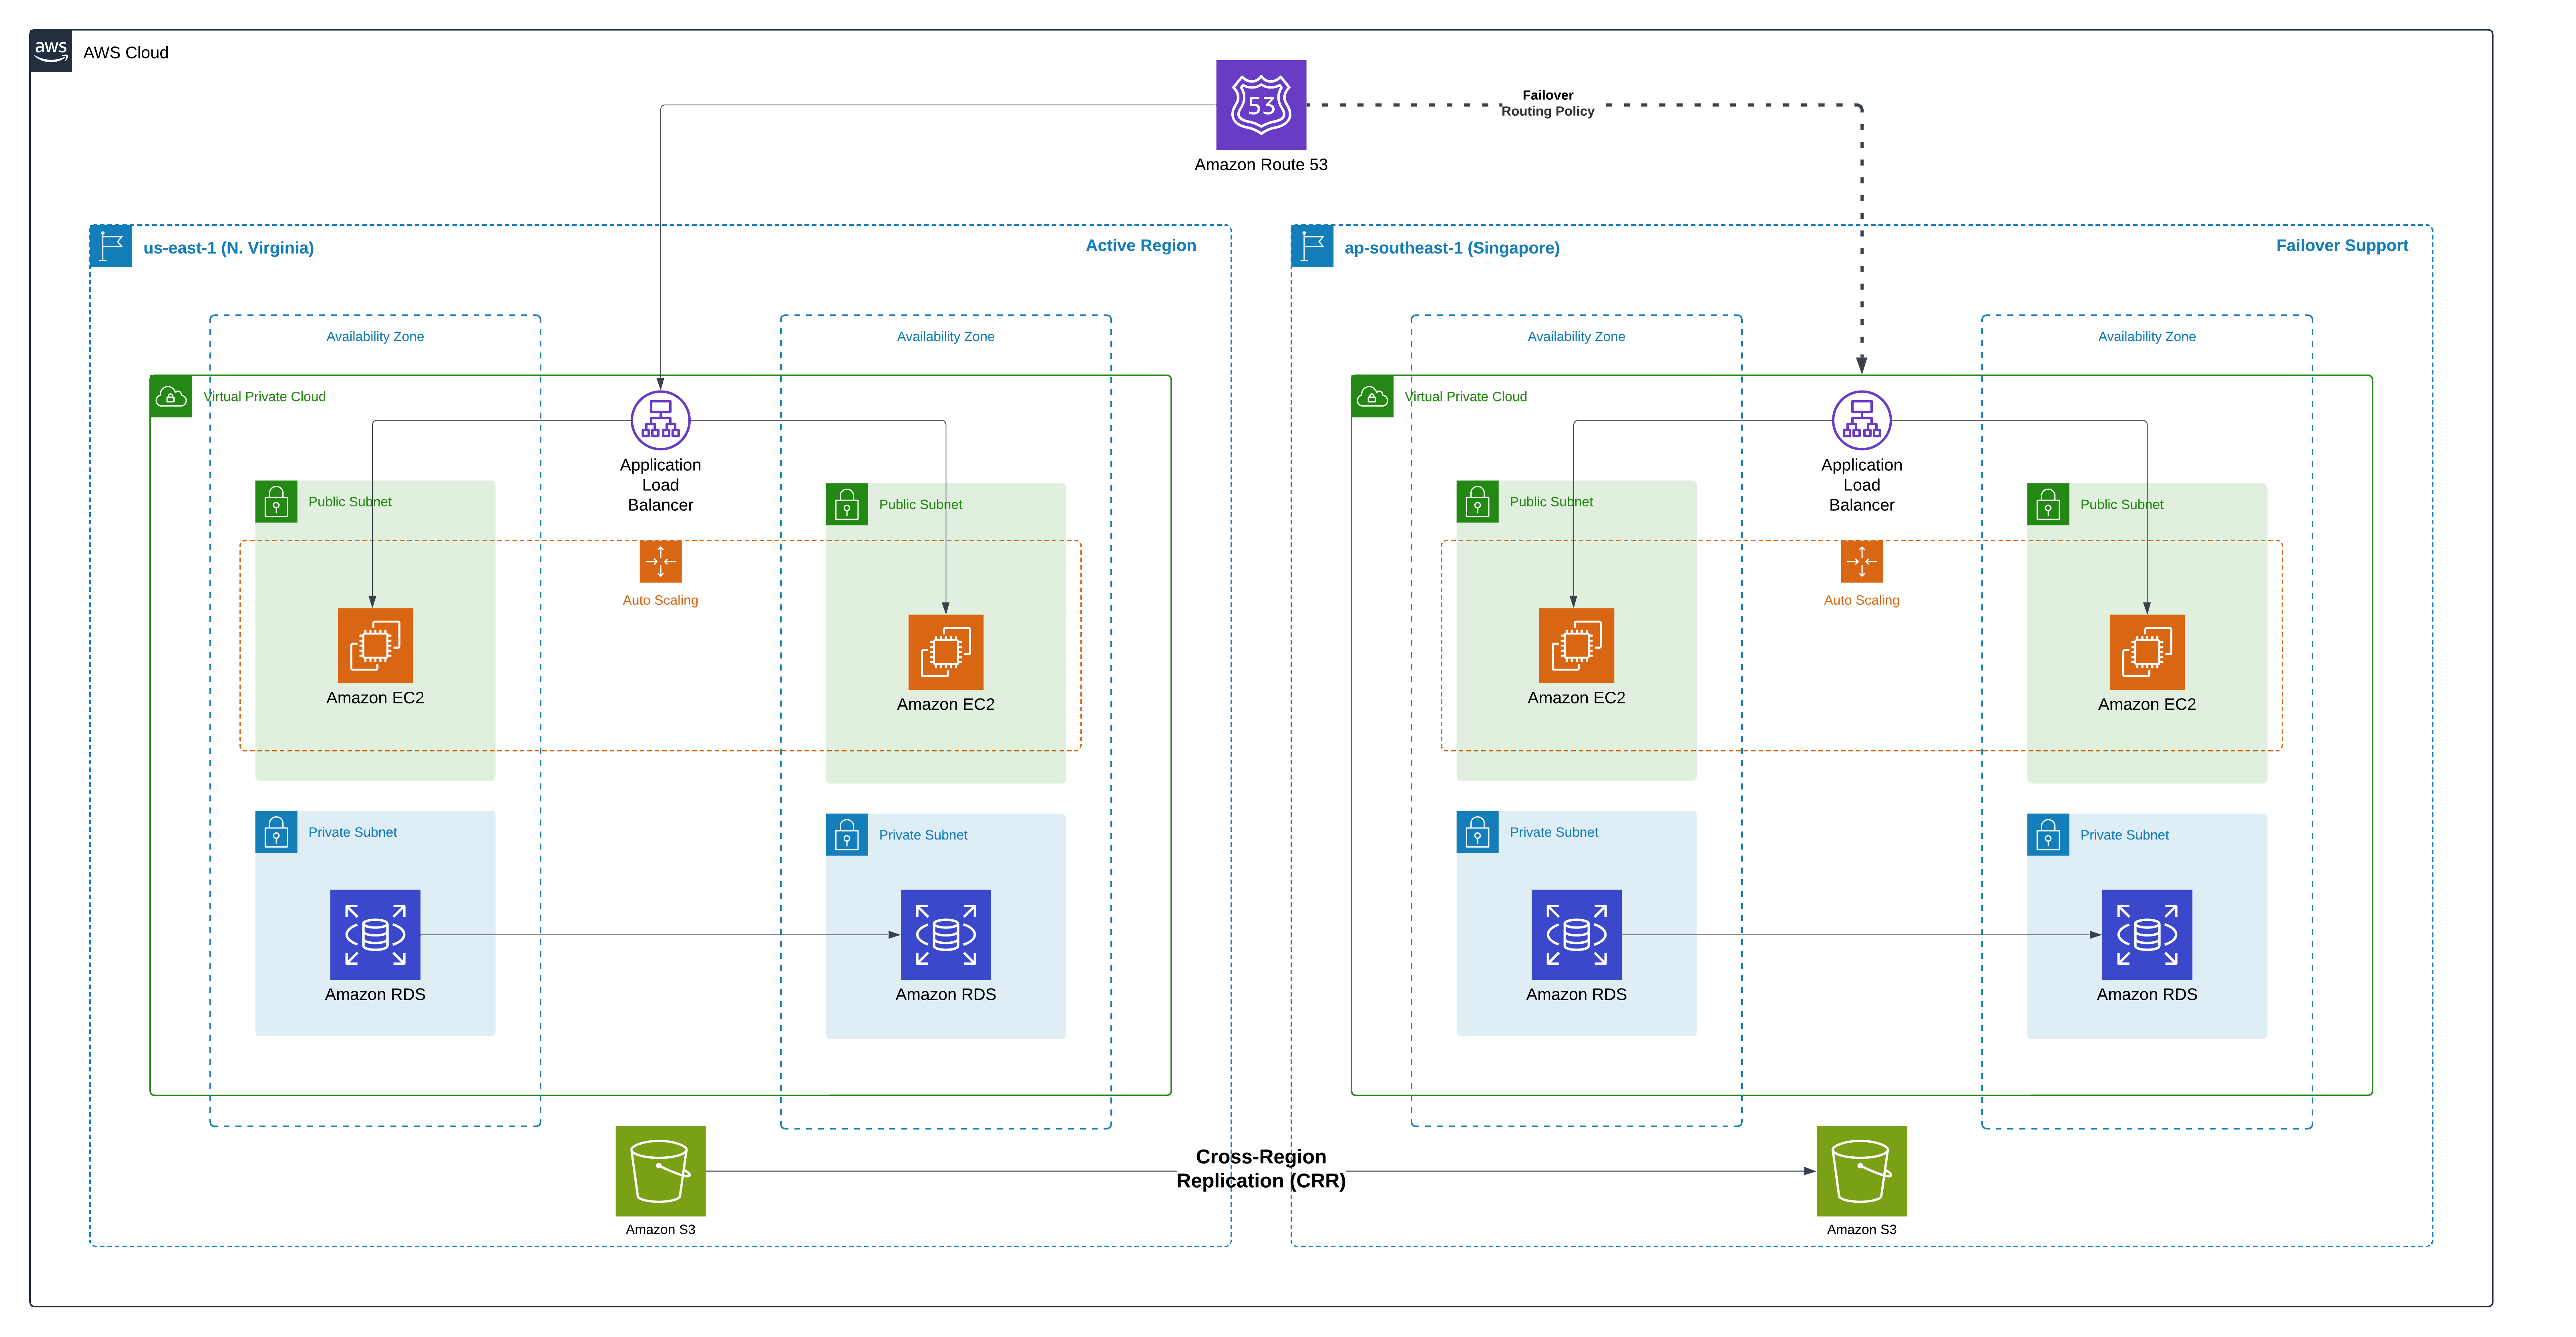 aws
AWS Cloud
53
Amazon Route 53
Failover
Routing Policy
us-east-1 (N. Virginia)
Active Region
Availability Zone
Availability Zone
Virtual Private Cloud
Application
Load
Balancer
Public Subnet
Public Subnet
Auto Scaling
Amazon EC2
Amazon EC2
Private Subnet
Private Subnet
Amazon RDS
Amazon RDS
Amazon S3
Cross-Region
Replication (CRR)
ap-southeast-1 (Singapore)
Failover Support
Availability Zone
Availability Zone
Virtual Private Cloud
Application
Load
Balancer
Public Subnet
Public Subnet
Auto Scaling
Amazon EC2
Amazon EC2
Private Subnet
Private Subnet
Amazon RDS
Amazon RDS
Amazon S3